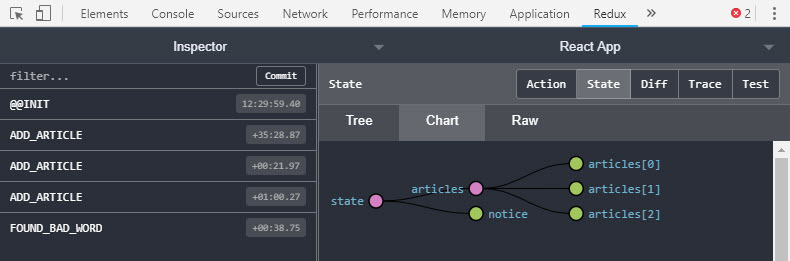 Elements Console Sources Network Performance Memory Application Redux » 2
Inspector React App
filter... Commit
State Action State Diff Trace Test
@@INIT 12:29:59.40
Tree Chart Raw
ADD_ARTICLE +35:28.87
ADD_ARTICLE +00:21.97
ADD_ARTICLE +01:00.27
FOUND_BAD_WORD +00:38.75
articles[0]
articles articles[1]
state
notice articles[2]